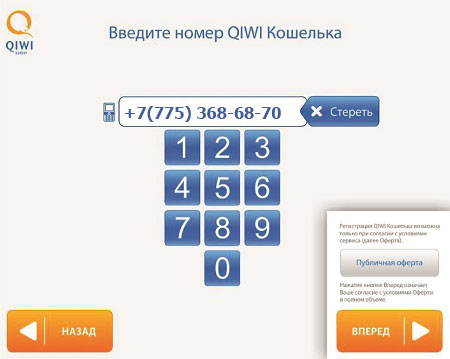 QIWI
Введите номер QIWI Кошелька
+7(775) 368-68-70
Стереть
1 2 3
4 5 6
7 8 9
0
Регистрация QIWI Кошелька возможна
только при согласии с условиями
сервиса (далее Оферта).
Публичная оферта
Нажатие кнопки Вперед означает
Ваше согласие с условиями Оферты
в полном объеме.
НАЗАД
ВПЕРЕД